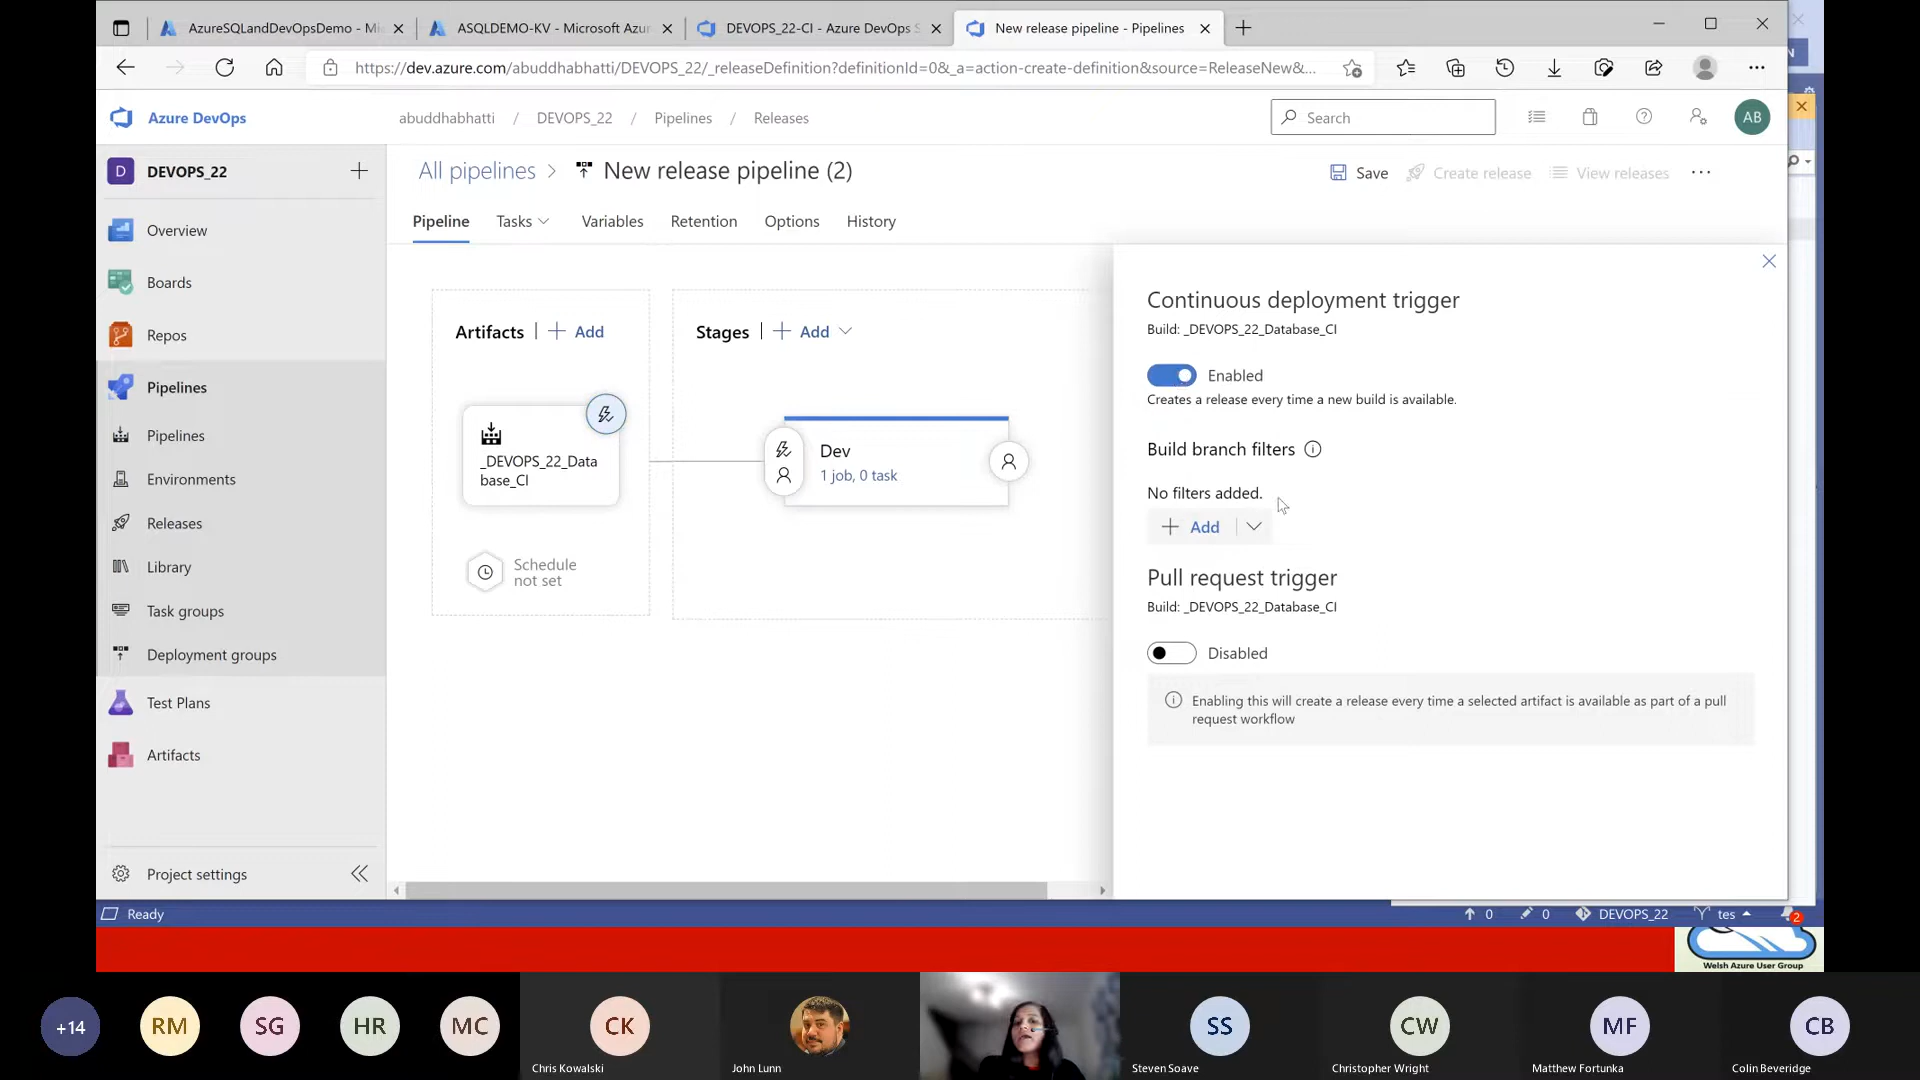 AzureSQLandDevOpsDemo - Mi
ASQLDEMO-KV - Microsoft Azur
DEVOPS_22-CI - Azure DevOps S
New release pipeline - Pipelines
https://dev.azure.com/abuddhabhatti/DEVOPS_22/_releaseDefinition?definitionId=0&_a=action-create-definition&source=ReleaseNew&...
Azure DevOps
abuddhabhatti / DEVOPS_22 / Pipelines / Releases
Search
AB
D DEVOPS_22
Overview
Boards
Repos
Pipelines
Pipelines
Environments
Releases
Library
Task groups
Deployment groups
Test Plans
Artifacts
Project settings
All pipelines > New release pipeline (2)
Save
Create release
View releases
Pipeline
Tasks
Variables
Retention
Options
History
Artifacts | + Add
Stages | + Add
_DEVOPS_22_Data
base_CI
Schedule
not set
Dev
1 job, 0 task
Continuous deployment trigger
Build: _DEVOPS_22_Database_CI
Enabled
Creates a release every time a new build is available.
Build branch filters
No filters added.
+ Add
Pull request trigger
Build: _DEVOPS_22_Database_CI
Disabled
Enabling this will create a release every time a selected artifact is available as part of a pull
request workflow
Ready
0
0
DEVOPS_22
tes
2
Welsh Azure User Group
+14
RM
SG
HR
MC
CK
Chris Kowalski
John Lunn
SS
Steven Soave
CW
Christopher Wright
MF
Matthew Fortunka
CB
Colin Beveridge